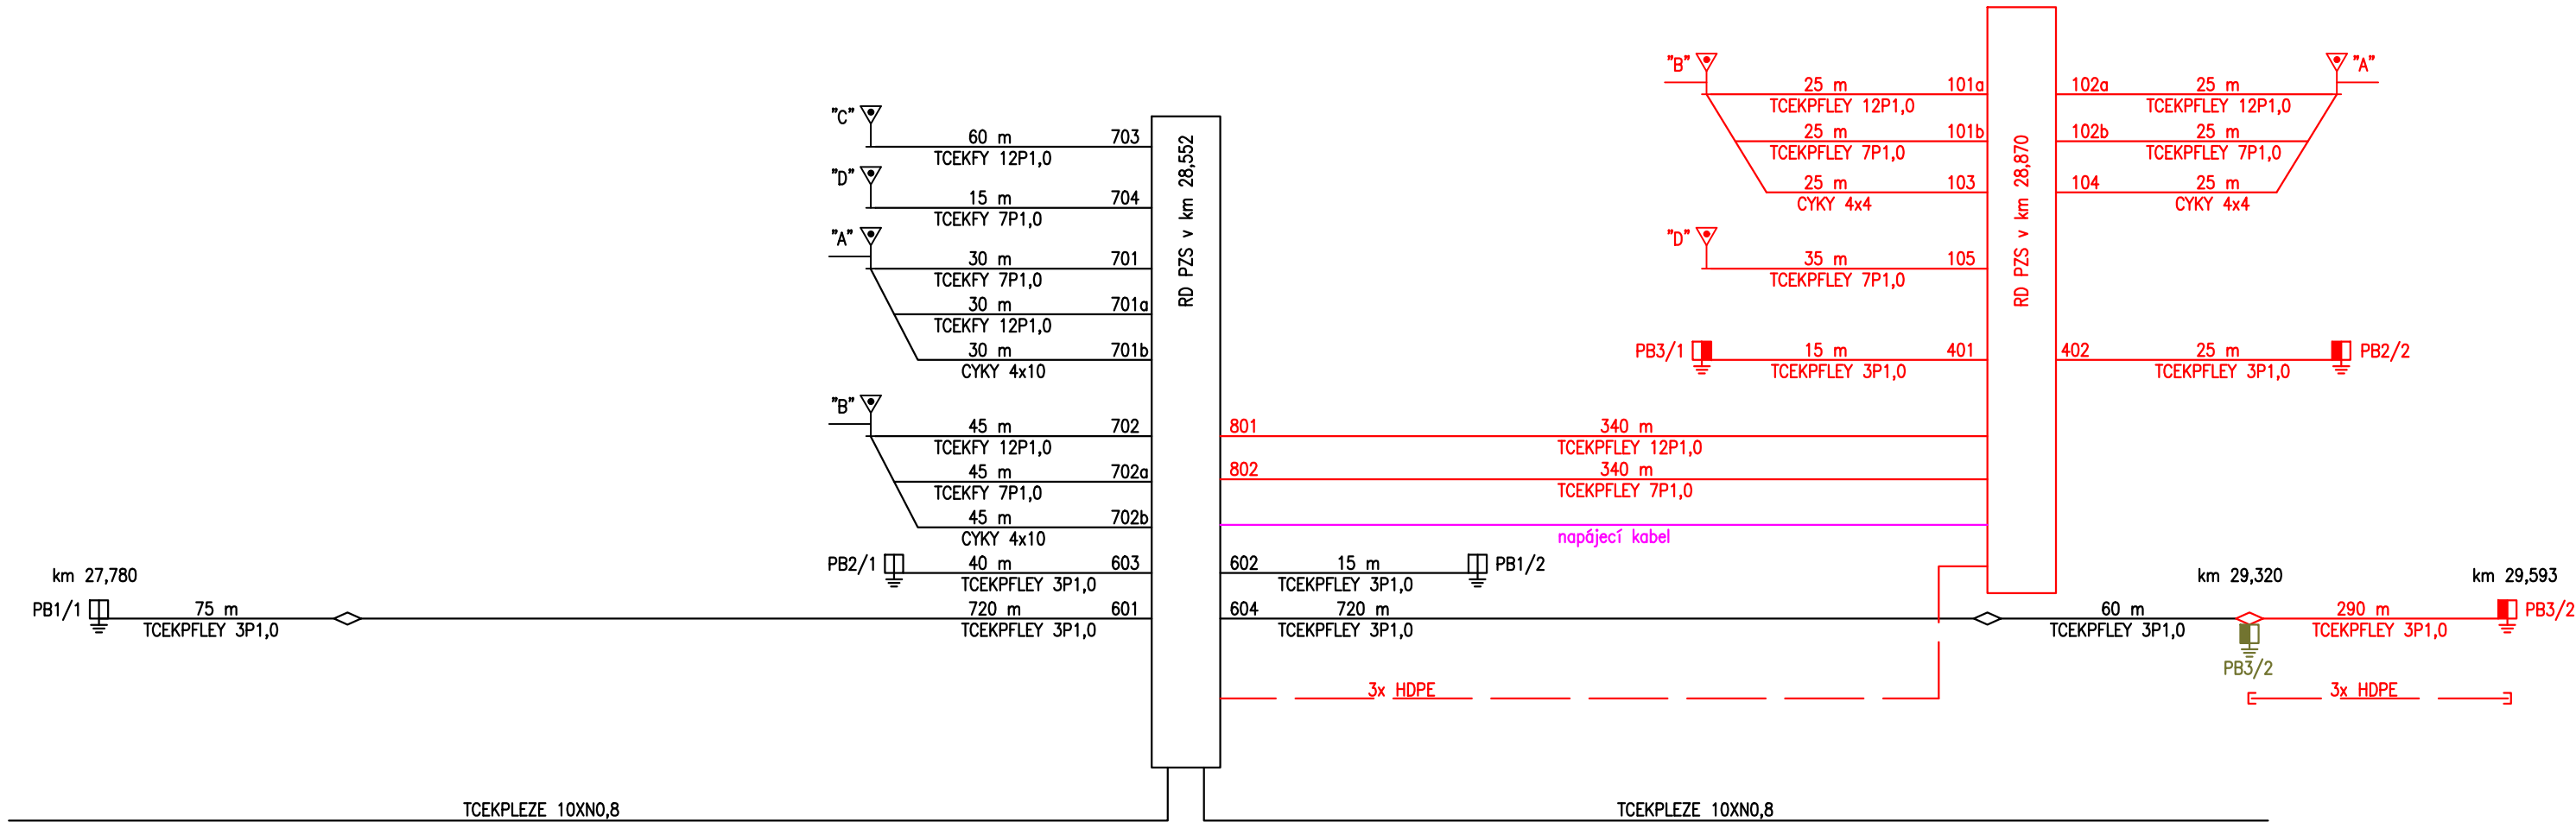 "C"
60 m 703
TCEKFY 12P1,0
"D"
15 m 704
TCEKFY 7P1,0
"A"
30 m 701
TCEKFY 7P1,0
30 m 701a
TCEKFY 12P1,0
30 m 701b
CYKY 4x10
"B"
45 m 702
TCEKFY 12P1,0
45 m 702a
TCEKFY 7P1,0
45 m 702b
CYKY 4x10
PB2/1 40 m 603
TCEKPFLEY 3P1,0
km 27,780
PB1/1 75 m 720 m 601
TCEKPFLEY 3P1,0 TCEKPFLEY 3P1,0
RD PZS v km 28,552
801 340 m
TCEKPFLEY 12P1,0
802 340 m
TCEKPFLEY 7P1,0
napájecí kabel
602 15 m PB1/2
TCEKPFLEY 3P1,0
604 720 m
TCEKPFLEY 3P1,0
3x HDPE
"B"
25 m 101a
TCEKPFLEY 12P1,0
25 m 101b
TCEKPFLEY 7P1,0
25 m 103
CYKY 4x4
"D"
35 m 105
TCEKPFLEY 7P1,0
PB3/1 15 m 401
TCEKPFLEY 3P1,0
RD PZS v km 28,870
"A"
102a 25 m
TCEKPFLEY 12P1,0
102b 25 m
TCEKPFLEY 7P1,0
104 25 m
CYKY 4x4
402 25 m PB2/2
TCEKPFLEY 3P1,0
km 29,320 km 29,593
60 m 290 m PB3/2
TCEKPFLEY 3P1,0 TCEKPFLEY 3P1,0
PB3/2
3x HDPE
TCEKPLEZE 10XN0,8 TCEKPLEZE 10XN0,8